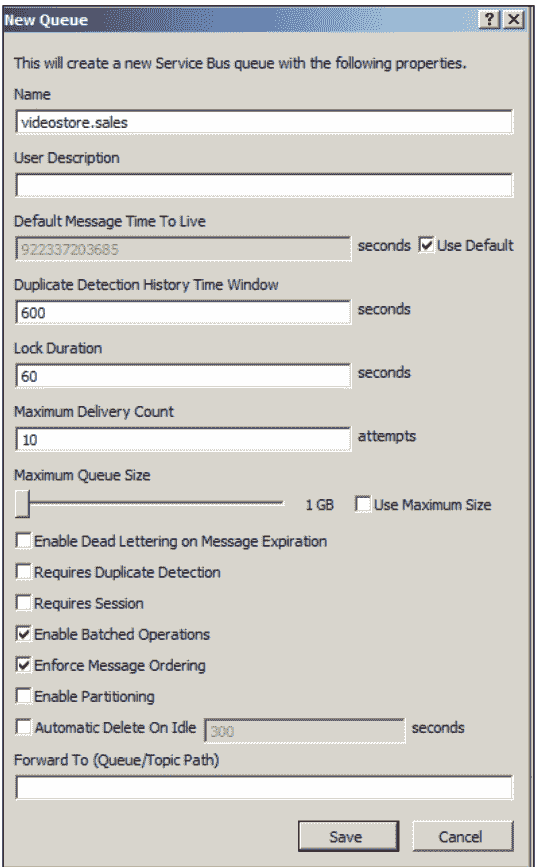 New Queue
This will create a new Service Bus queue with the following properties.
Name
videostore.sales
User Description
Default Message Time To Live
922337203685 seconds Use Default
Duplicate Detection History Time Window
600 seconds
Lock Duration
60 seconds
Maximum Delivery Count
10 attempts
Maximum Queue Size
1 GB Use Maximum Size
Enable Dead Lettering on Message Expiration
Requires Duplicate Detection
Requires Session
Enable Batched Operations
Enforce Message Ordering
Enable Partitioning
Automatic Delete On Idle 300 seconds
Forward To (Queue/Topic Path)
Save Cancel